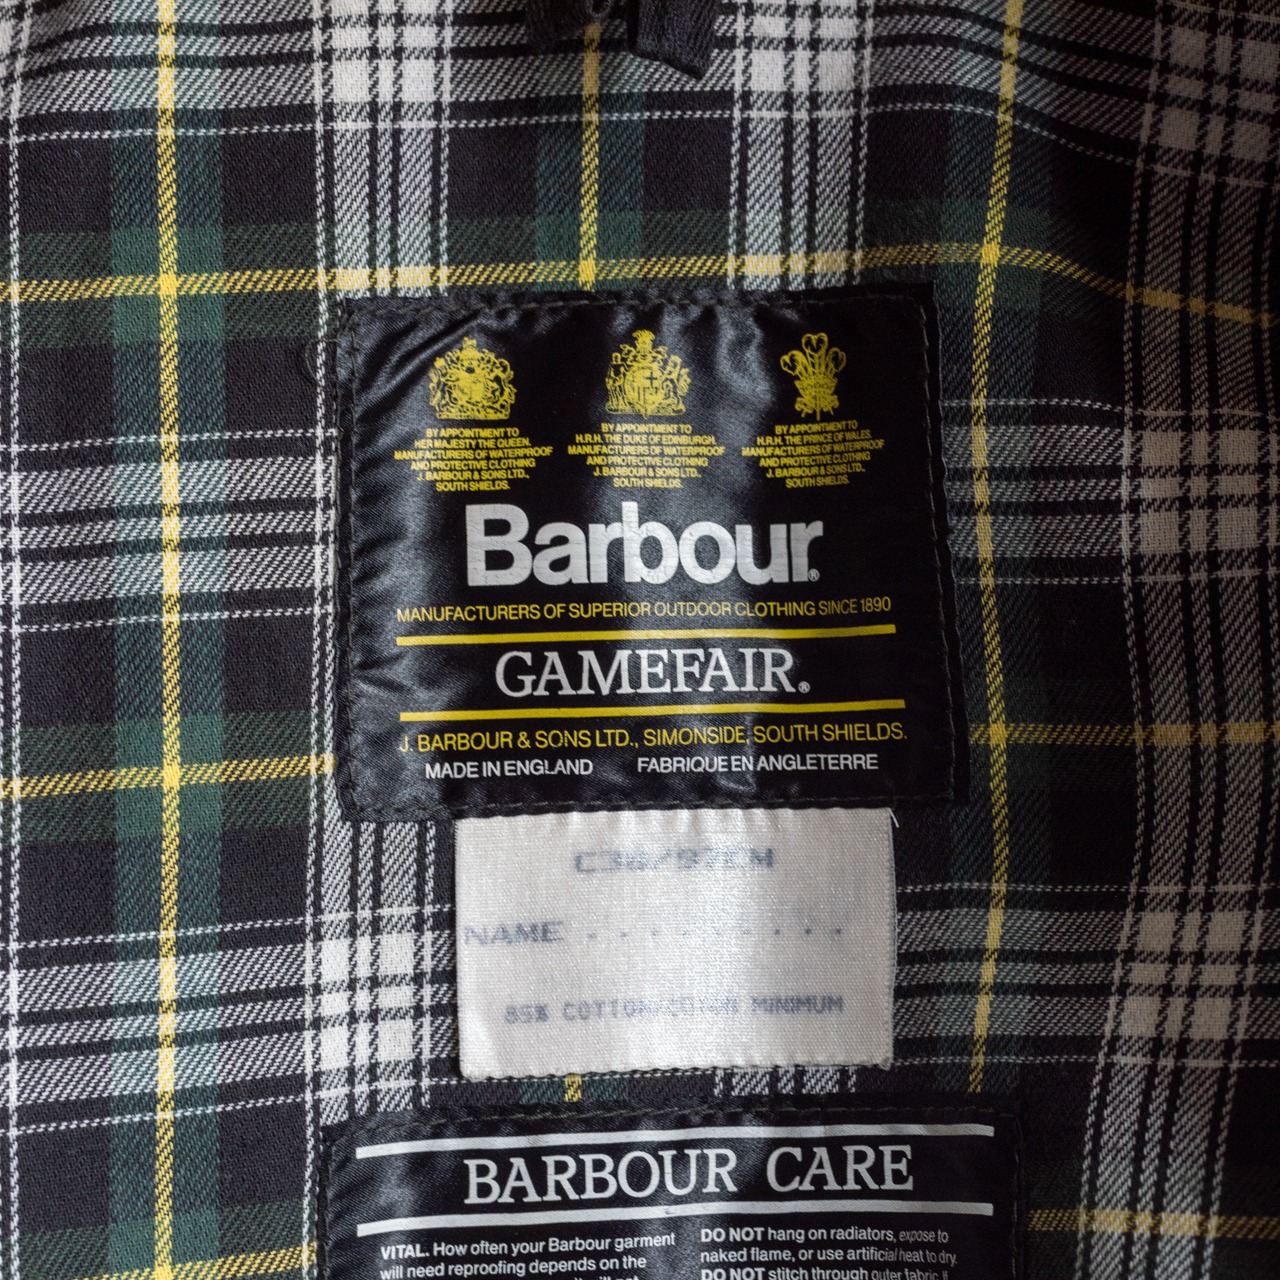 BY APPOINTMENT TO
HER MAJESTY THE QUEEN.
MANUFACTURERS OF WATERPROOF
AND PROTECTIVE CLOTHING
J. BARBOUR & SONS LTD.,
SOUTH SHIELDS.
BY APPOINTMENT TO
H.R.H. THE DUKE OF EDINBURGH.
MANUFACTURERS OF WATERPROOF
AND PROTECTIVE CLOTHING
J. BARBOUR & SONS LTD.,
SOUTH SHIELDS.
BY APPOINTMENT TO
H.R.H. THE PRINCE OF WALES.
MANUFACTURERS OF WATERPROOF
AND PROTECTIVE CLOTHING
J. BARBOUR & SONS LTD.,
SOUTH SHIELDS.
Barbour®
MANUFACTURERS OF SUPERIOR OUTDOOR CLOTHING SINCE 1890
GAMEFAIR®
J. BARBOUR & SONS LTD., SIMONSIDE, SOUTH SHIELDS.
MADE IN ENGLAND FABRIQUE EN ANGLETERRE
NAME . . . . . . . . .
85% MINIMUM
BARBOUR CARE
VITAL. How often your Barbour garment
will need reproofing depends on the
DO NOT hang on radiators, expose to
naked flame, or use artificial heat to dry.
DO NOT stitch through outer fabric.